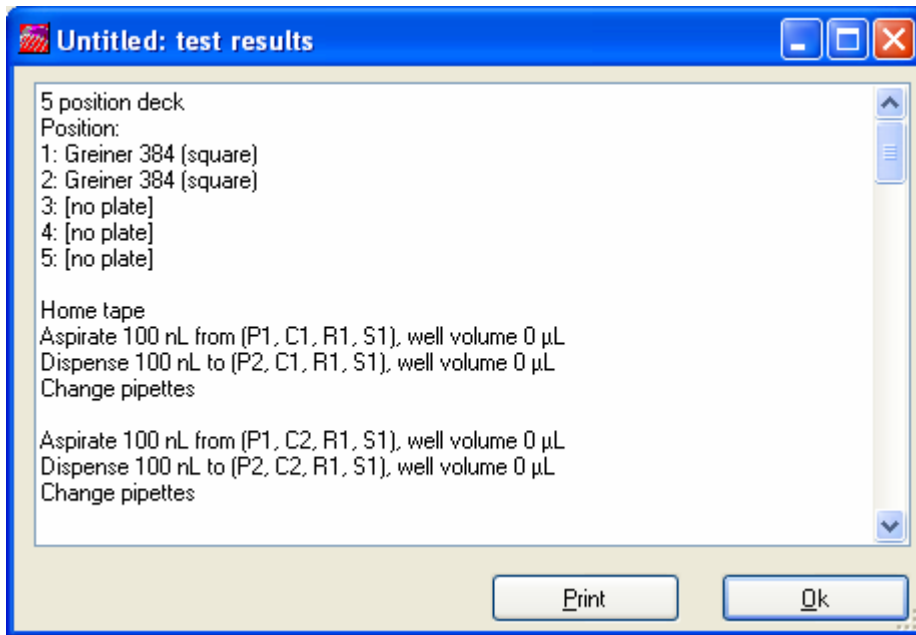 Untitled: test results
5 position deck
Position:
1: Greiner 384 (square)
2: Greiner 384 (square)
3: [no plate]
4: [no plate]
5: [no plate]
Home tape
Aspirate 100 nL from (P1, C1, R1, S1), well volume 0 µL
Dispense 100 nL to (P2, C1, R1, S1), well volume 0 µL
Change pipettes
Aspirate 100 nL from (P1, C2, R1, S1), well volume 0 µL
Dispense 100 nL to (P2, C2, R1, S1), well volume 0 µL
Change pipettes
Print
Ok